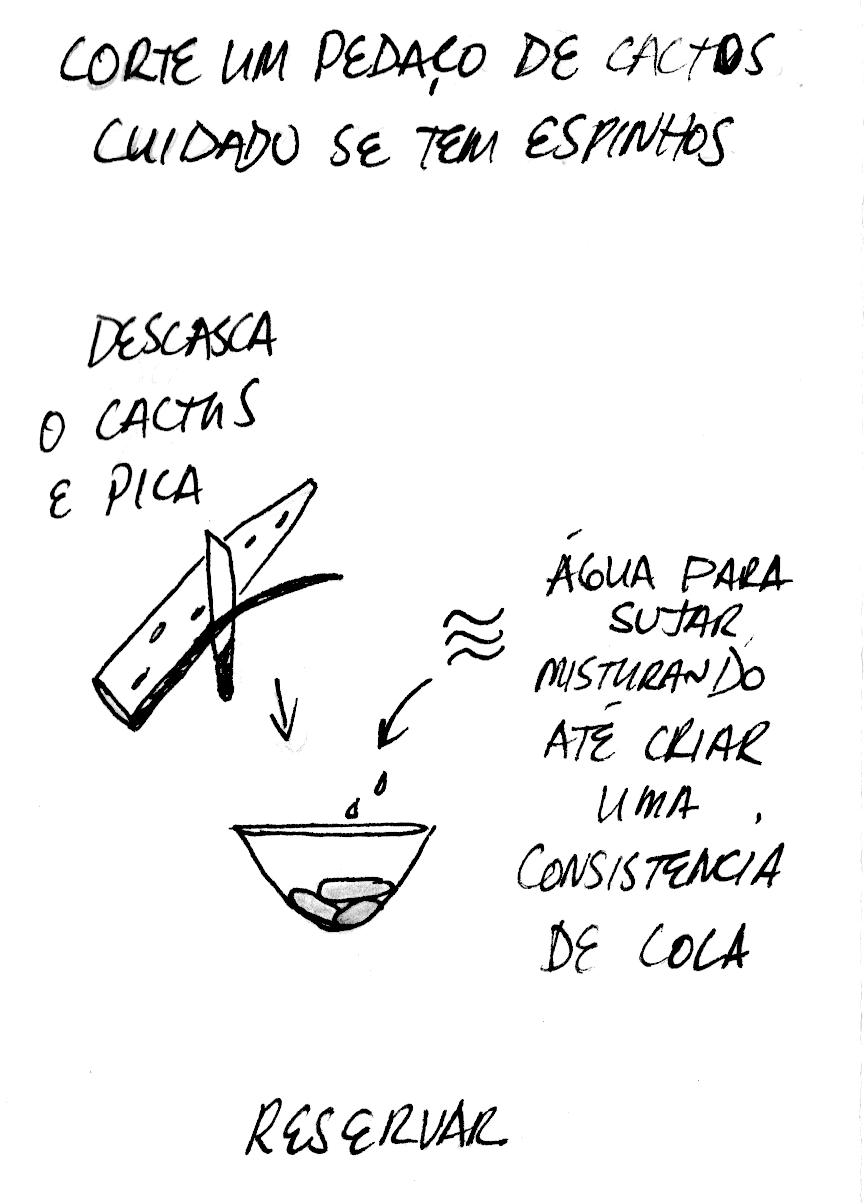 CORTE UM PEDAÇO DE CACTOS
CUIDADO SE TEM ESPINHOS
DESCASCA
O CACTUS
E PICA
ÁGUA PARA
SUJAR,
MISTURANDO
ATÉ CRIAR
UMA
CONSISTENCIA
DE COLA
RESERVAR